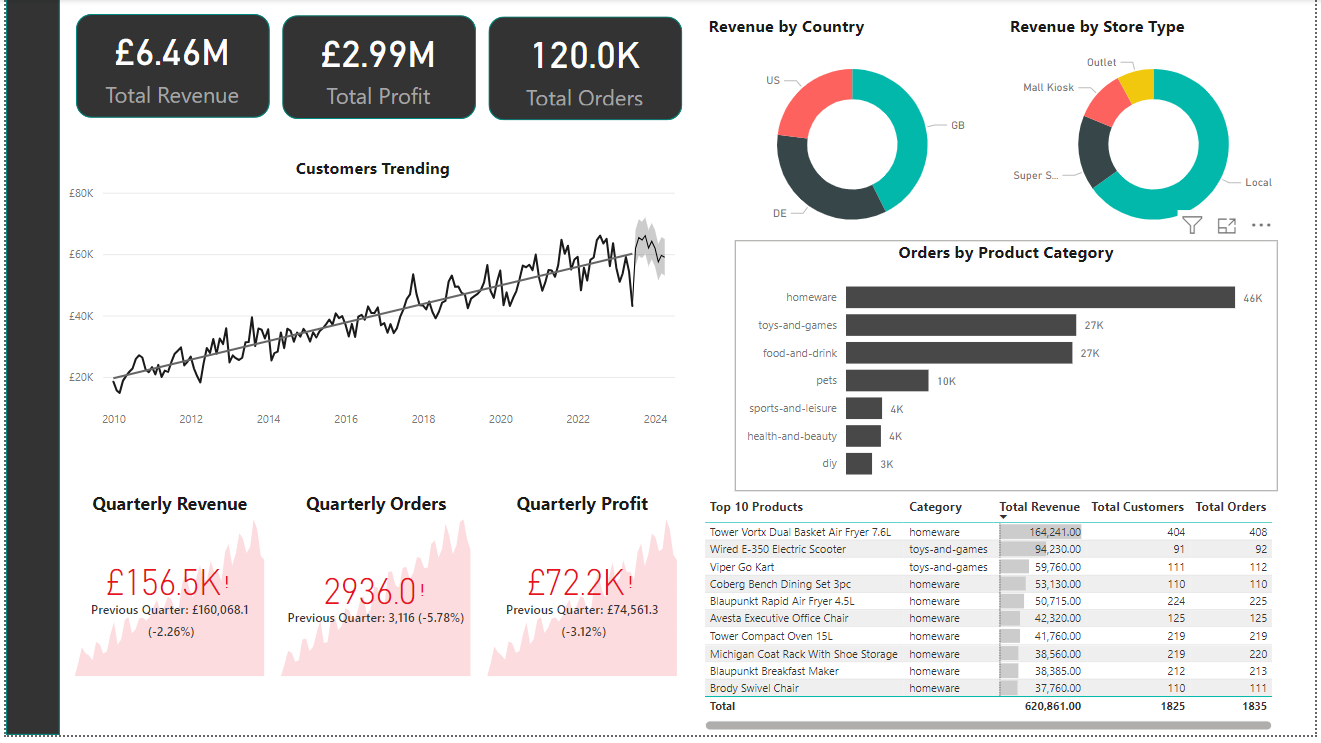 £6.46M
Total Revenue
£2.99M
Total Profit
120.0K
Total Orders
Revenue by Country
US
GB
DE
Revenue by Store Type
Outlet
Mall Kiosk
Super S...
Local
Customers Trending
£80K
£60K
£40K
£20K
2010 2012 2014 2016 2018 2020 2022 2024
Orders by Product Category
homeware 46K
toys-and-games 27K
food-and-drink 27K
pets 10K
sports-and-leisure 4K
health-and-beauty 4K
diy 3K
Quarterly Revenue
£156.5K!
Previous Quarter: £160,068.1
(-2.26%)
Quarterly Orders
2936.0!
Previous Quarter: 3,116 (-5.78%)
Quarterly Profit
£72.2K!
Previous Quarter: £74,561.3
(-3.12%)
Top 10 Products Category Total Revenue Total Customers Total Orders
Tower Vortx Dual Basket Air Fryer 7.6L homeware 164,241.00 404 408
Wired E-350 Electric Scooter toys-and-games 94,230.00 91 92
Viper Go Kart toys-and-games 59,760.00 111 112
Coberg Bench Dining Set 3pc homeware 53,130.00 110 110
Blaupunkt Rapid Air Fryer 4.5L homeware 50,715.00 224 225
Avesta Executive Office Chair homeware 42,320.00 125 125
Tower Compact Oven 15L homeware 41,760.00 219 219
Michigan Coat Rack With Shoe Storage homeware 38,560.00 219 220
Blaupunkt Breakfast Maker homeware 38,385.00 212 213
Brody Swivel Chair homeware 37,760.00 110 111
Total 620,861.00 1825 1835